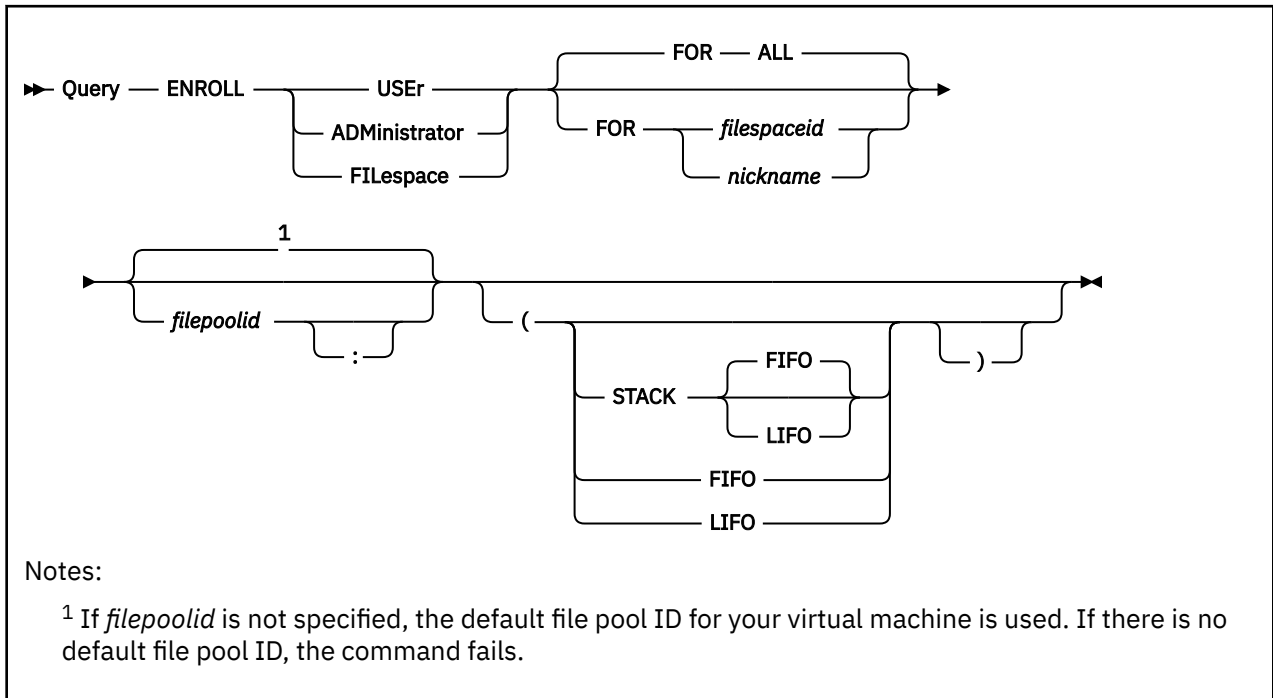 FOR ALL
Query ENROLL USEr
ADMinistrator FOR filespaceid
FILespace nickname
1
filepoolid (
: )
FIFO
STACK
LIFO
FIFO
LIFO
Notes:
1 If filepoolid is not specified, the default file pool ID for your virtual machine is used. If there is no
default file pool ID, the command fails.